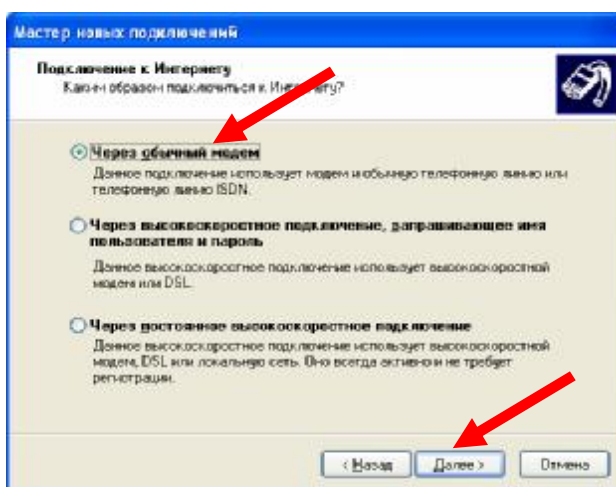 Мастер новых подключений
Подключение к Интернету
Каким образом подключиться к Интернету?
Через обычный модем
Данное подключение использует модем и обычную телефонную линию или
телефонную линию ISDN.
Через высокоскоростное подключение, запрашивающее имя
пользователя и пароль
Данное высокоскоростное подключение использует высокоскоростной
модем или DSL.
Через постоянное высокоскоростное подключение
Данное высокоскоростное подключение использует высокоскоростной
модем, DSL или локальную сеть. Оно всегда активно и не требует
регистрации.
< Назад Далее > Отмена